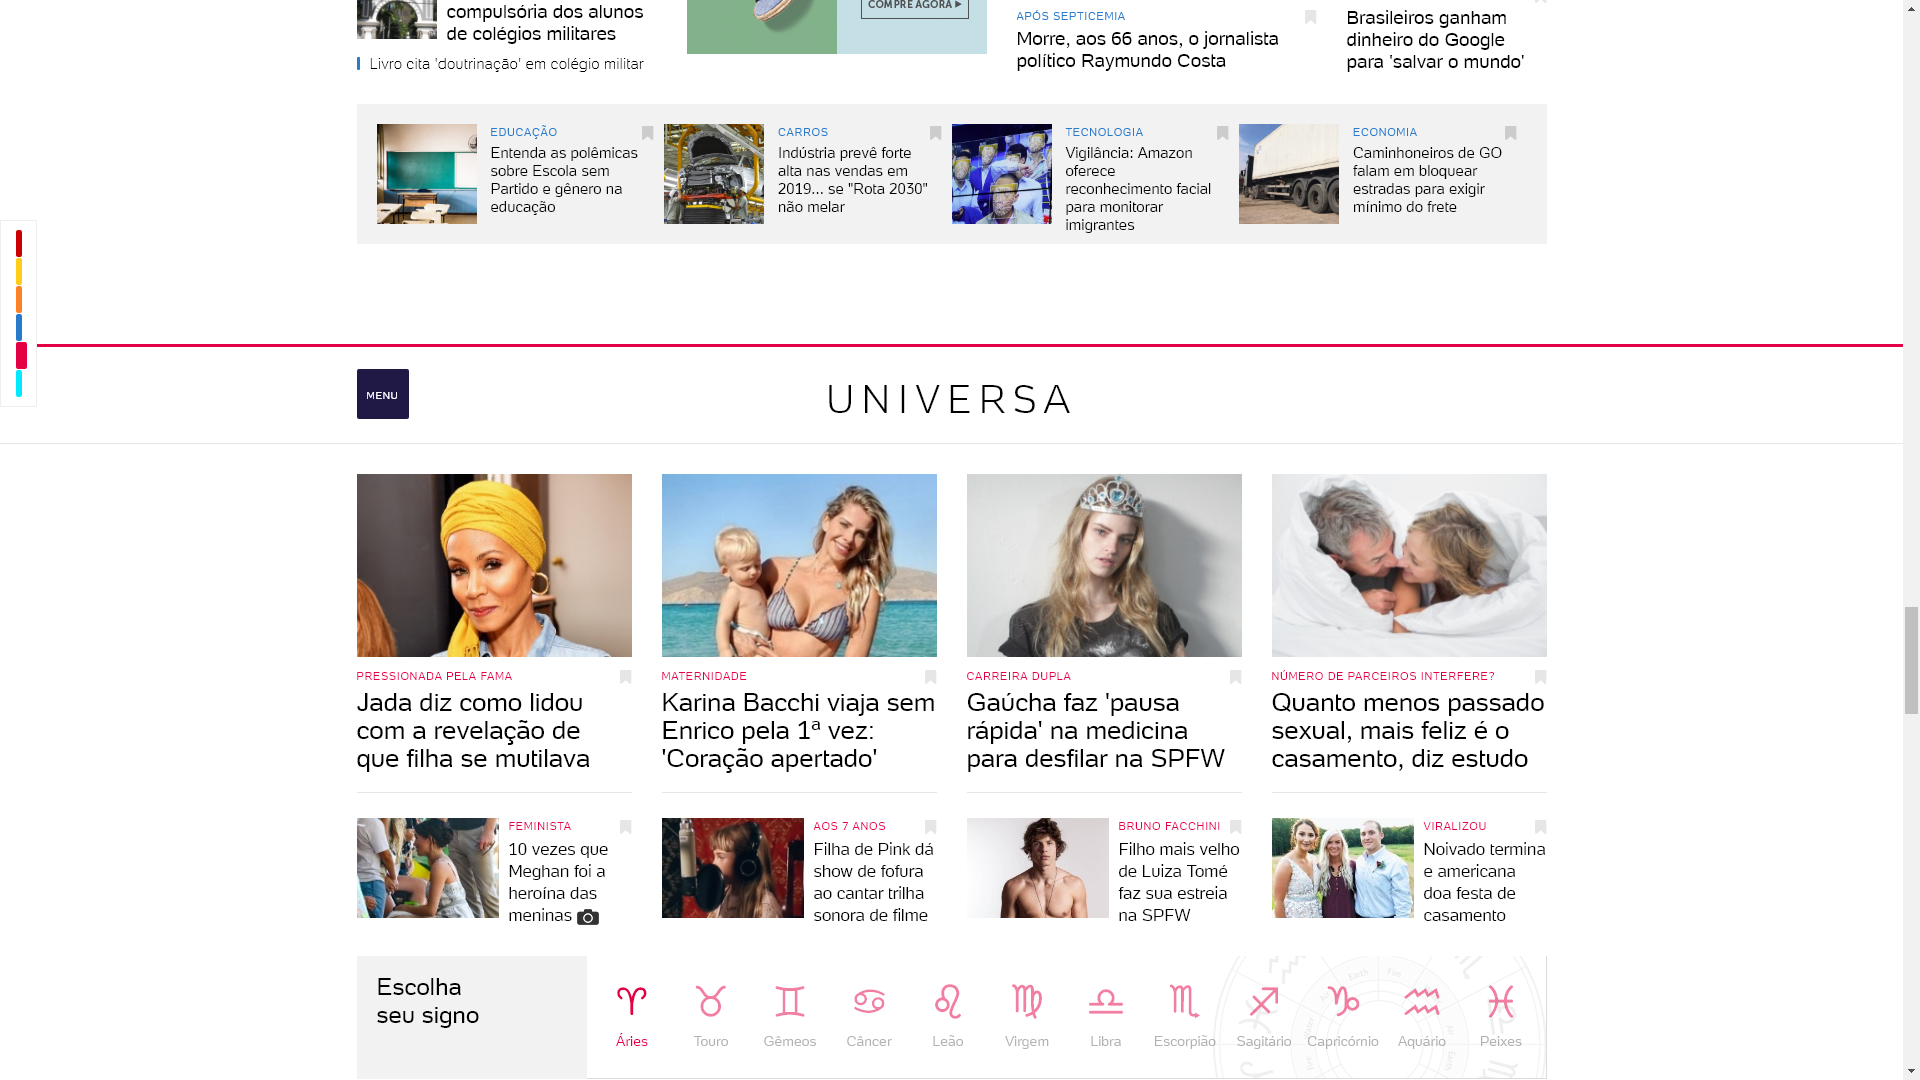 compulsória dos alunos
de colégios militares
Livro cita 'doutrinação' em colégio militar
COMPRE AGORA
APÓS SEPTICEMIA
Morre, aos 66 anos, o jornalista
político Raymundo Costa
Brasileiros ganham
dinheiro do Google
para 'salvar o mundo'
EDUCAÇÃO
Entenda as polêmicas
sobre Escola sem
Partido e gênero na
educação
CARROS
Indústria prevê forte
alta nas vendas em
2019... se "Rota 2030"
não melar
TECNOLOGIA
Vigilância: Amazon
oferece
reconhecimento facial
para monitorar
imigrantes
ECONOMIA
Caminhoneiros de GO
falam em bloquear
estradas para exigir
mínimo do frete
MENU
UNIVERSA
PRESSIONADA PELA FAMA
Jada diz como lidou
com a revelação de
que filha se mutilava
MATERNIDADE
Karina Bacchi viaja sem
Enrico pela 1ª vez:
'Coração apertado'
CARREIRA DUPLA
Gaúcha faz 'pausa
rápida' na medicina
para desfilar na SPFW
NÚMERO DE PARCEIROS INTERFERE?
Quanto menos passado
sexual, mais feliz é o
casamento, diz estudo
FEMINISTA
10 vezes que
Meghan foi a
heroína das
meninas
AOS 7 ANOS
Filha de Pink dá
show de fofura
ao cantar trilha
sonora de filme
BRUNO FACCHINI
Filho mais velho
de Luiza Tomé
faz sua estreia
na SPFW
VIRALIZOU
Noivado termina
e americana
doa festa de
casamento
Escolha
seu signo
Áries
Touro
Gêmeos
Câncer
Leão
Virgem
Libra
Escorpião
Sagitário
Capricórnio
Aquário
Peixes